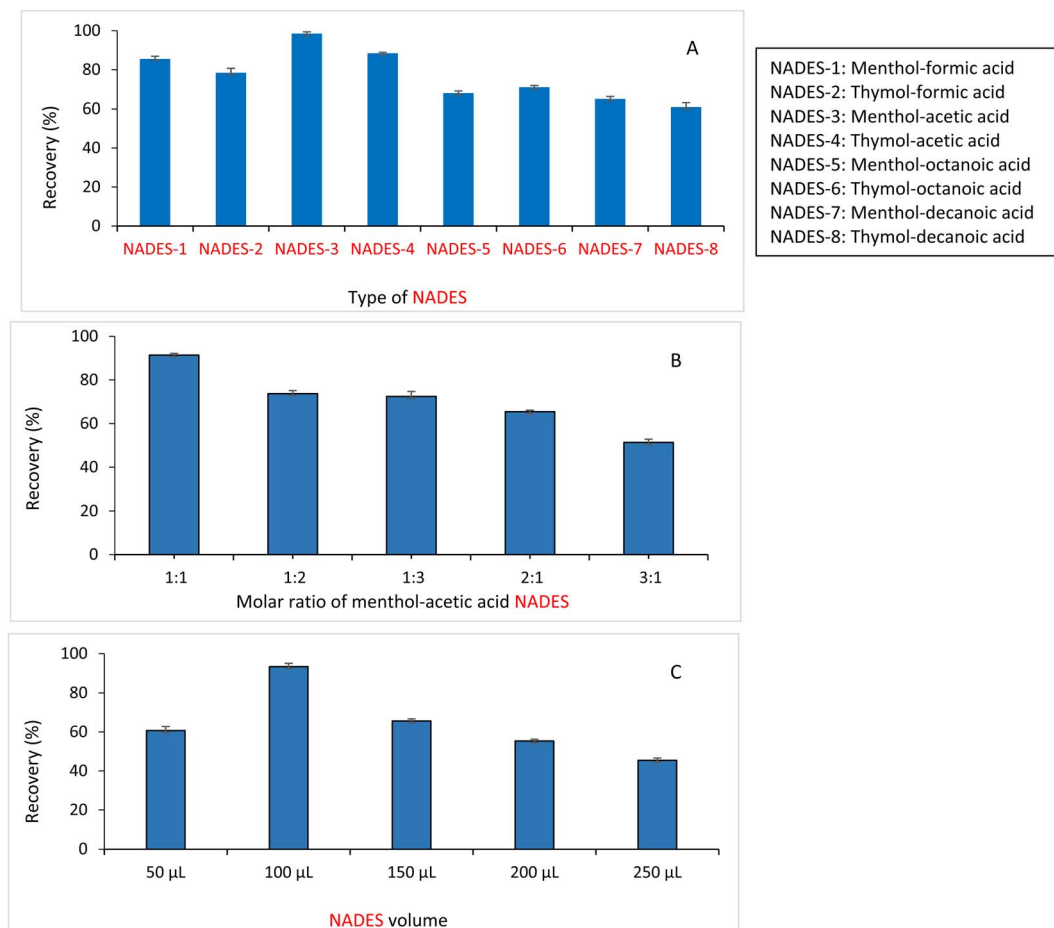 100
80
60
40
20
0
Recovery (%)
A
NADES-1 NADES-2 NADES-3 NADES-4 NADES-5 NADES-6 NADES-7 NADES-8
Type of NADES
NADES-1: Menthol-formic acid
NADES-2: Thymol-formic acid
NADES-3: Menthol-acetic acid
NADES-4: Thymol-acetic acid
NADES-5: Menthol-octanoic acid
NADES-6: Thymol-octanoic acid
NADES-7: Menthol-decanoic acid
NADES-8: Thymol-decanoic acid
100
80
60
40
20
0
Recovery (%)
B
1:1 1:2 1:3 2:1 3:1
Molar ratio of menthol-acetic acid NADES
100
80
60
40
20
0
Recovery (%)
C
50 µL 100 µL 150 µL 200 µL 250 µL
NADES volume